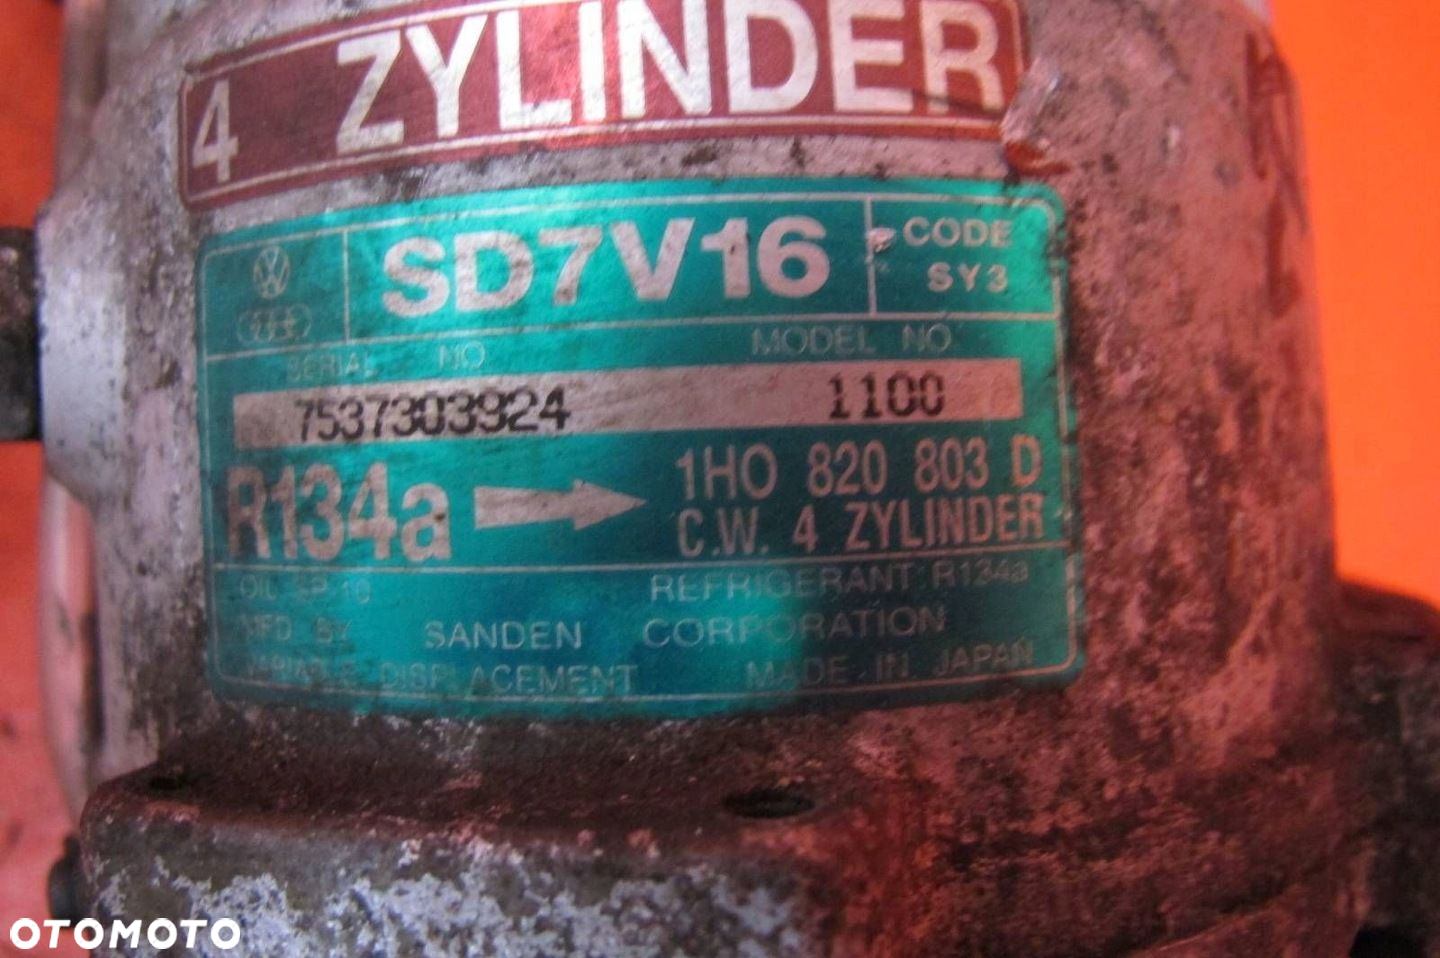 4 ZYLINDER
SD7V16
CODE
SY3
SERIAL NO
MODEL NO
7537303924
1100
R134a
1HO 820 803 D
C.W. 4 ZYLINDER
OIL SP-10
REFRIGERANT: R134a
MFD BY SANDEN CORPORATION
VARIABLE DISPLACEMENT MADE IN JAPAN
OTOMOTO